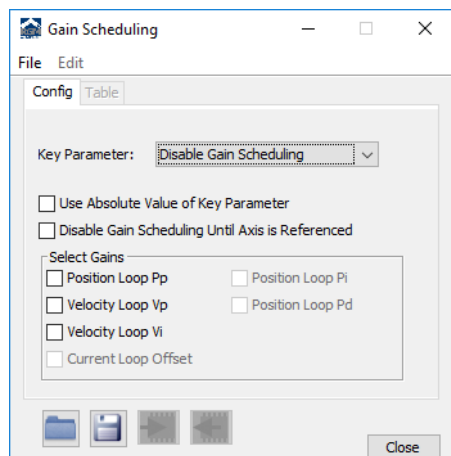 Gain Scheduling
File Edit
Config Table
Key Parameter: Disable Gain Scheduling
Use Absolute Value of Key Parameter
Disable Gain Scheduling Until Axis is Referenced
Select Gains
Position Loop Pp Position Loop Pi
Velocity Loop Vp Position Loop Pd
Velocity Loop Vi
Current Loop Offset
Close